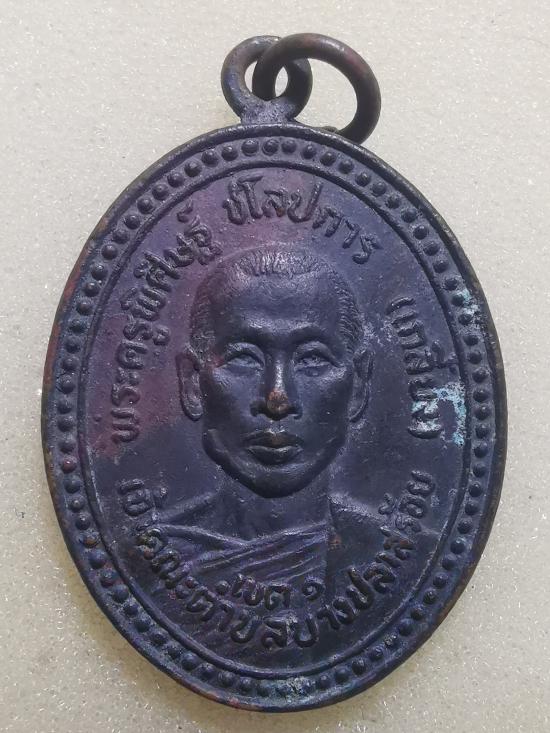 พระครูพิศิษฐ์ ชโลปการ (เกลี้ยง)
เจ้าคณะตำบลบางปลาสร้อย
เขต ๑